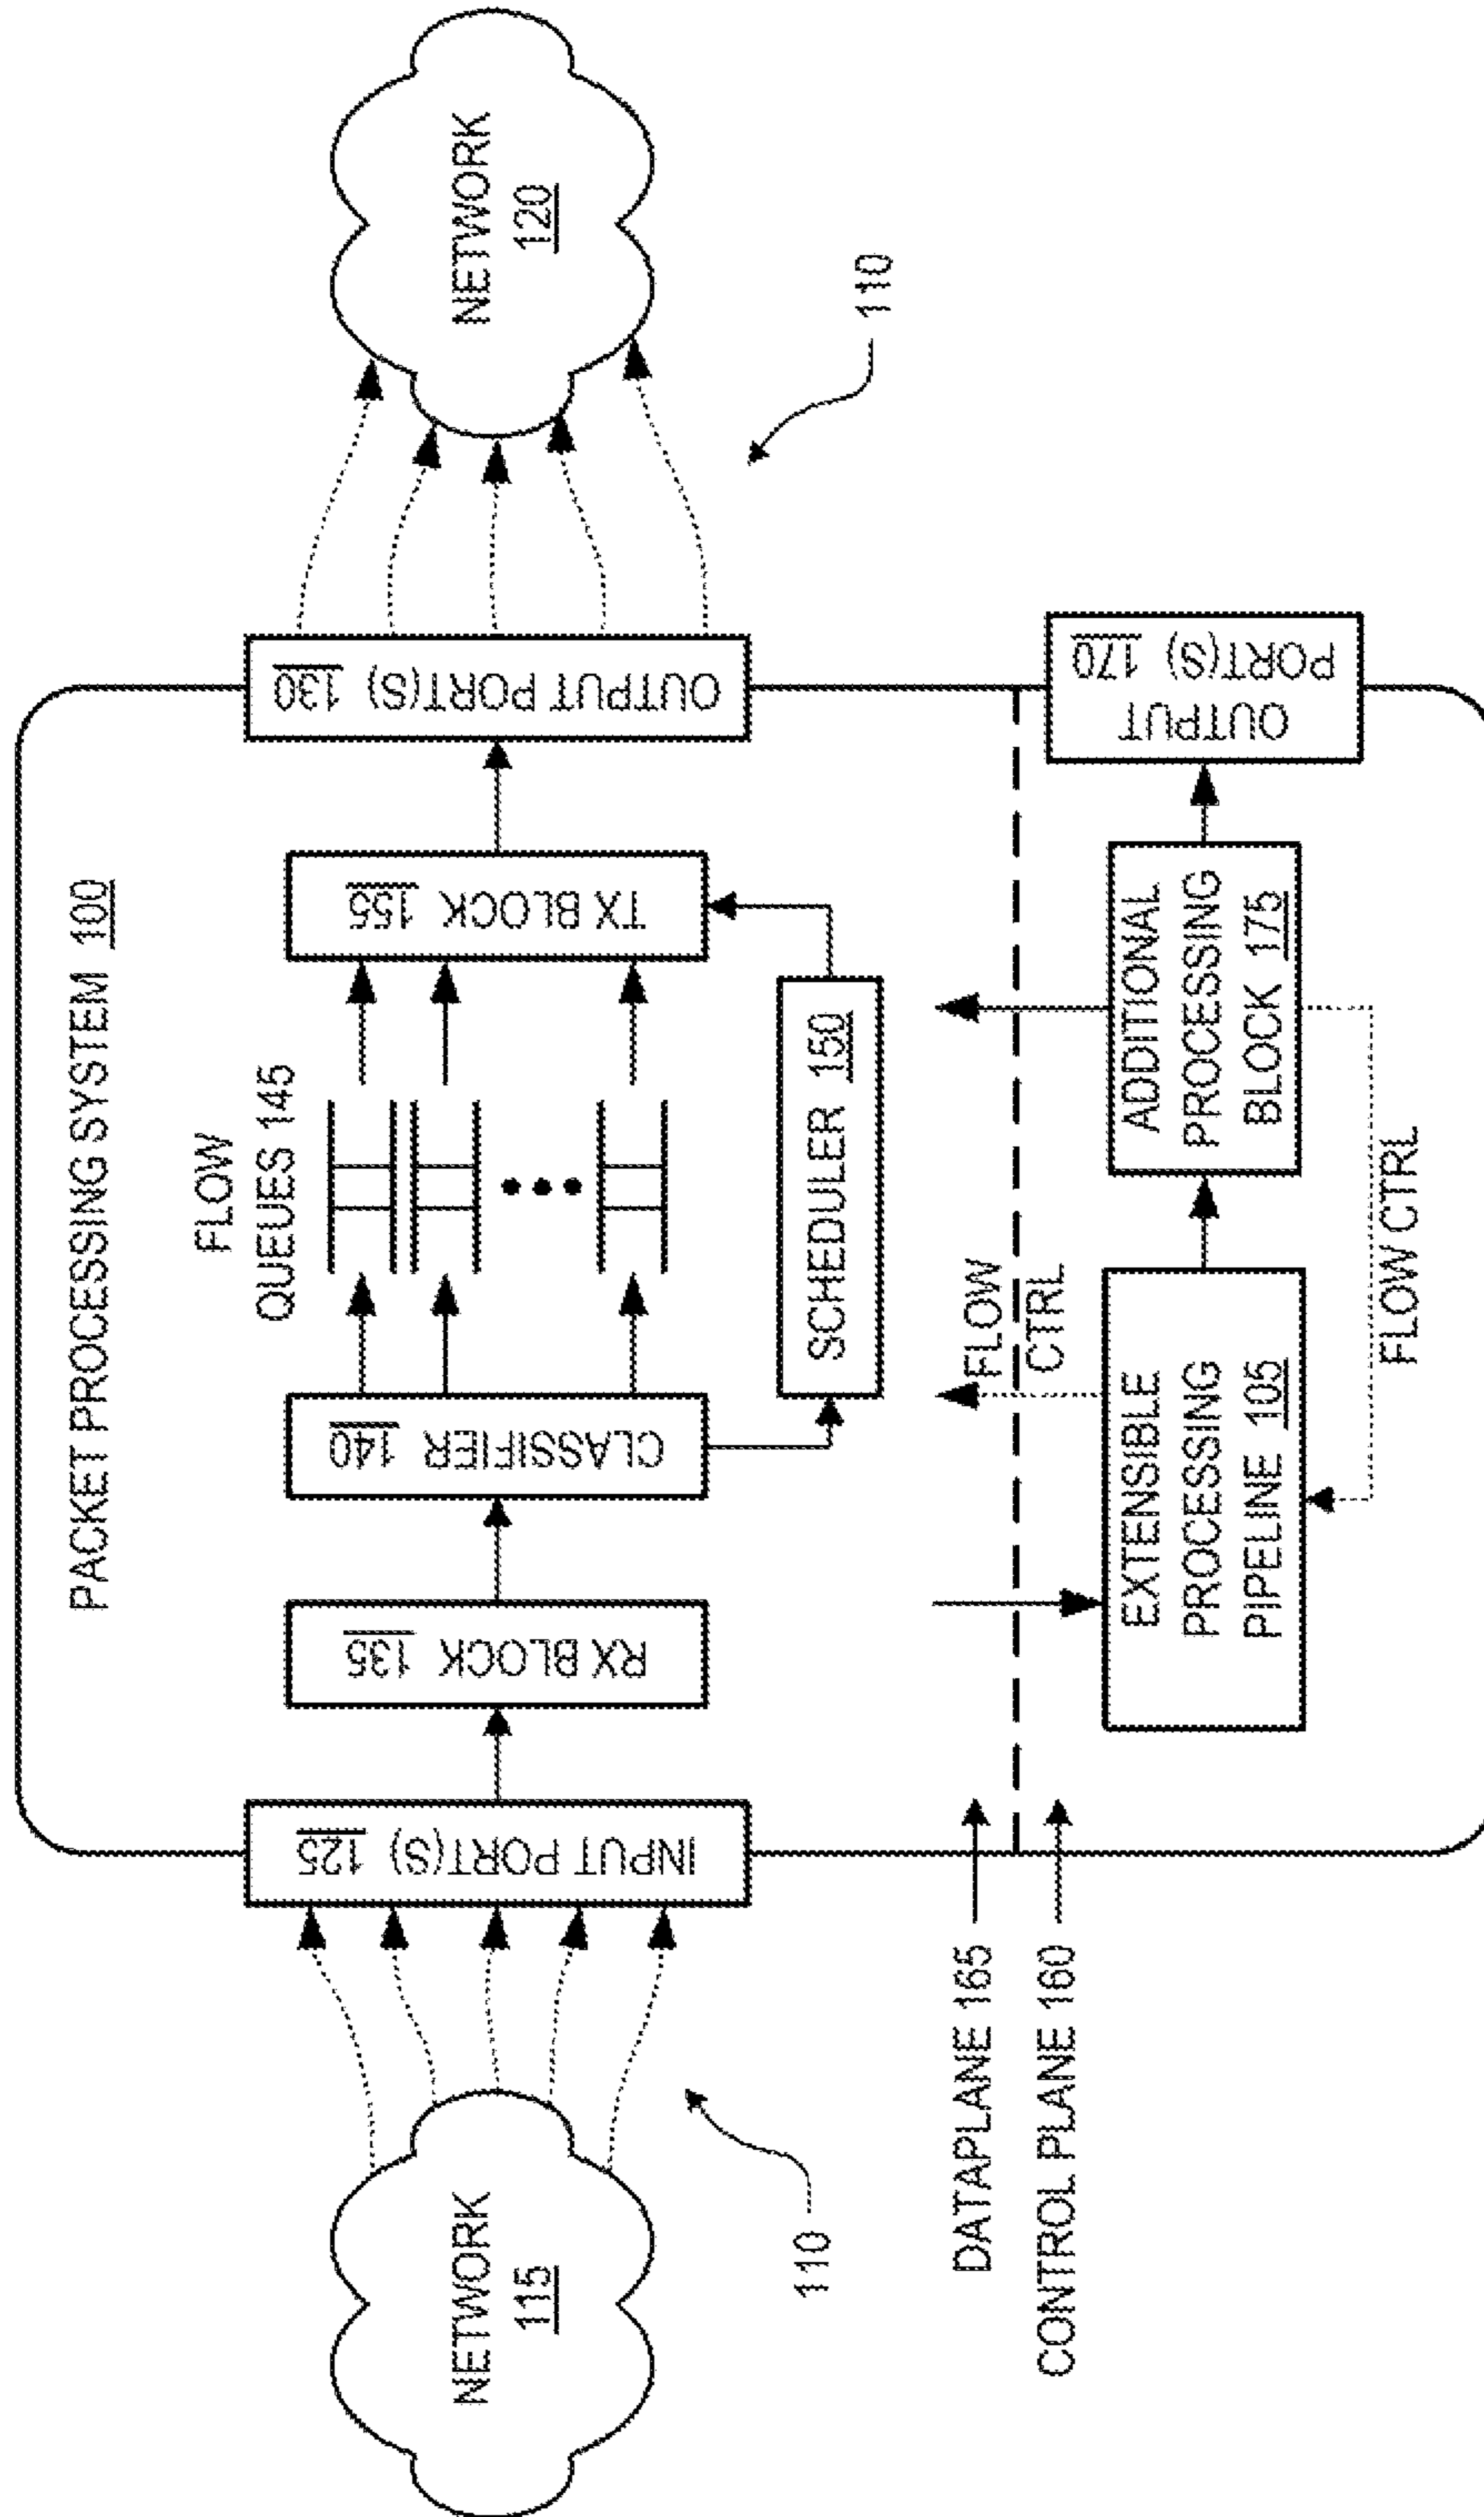 PACKET PROCESSING SYSTEM 100
NETWORK
115
110
INPUT PORT(S) 125
RX BLOCK 135
CLASSIFIER 140
FLOW
QUEUES 145
SCHEDULER 150
TX BLOCK 155
OUTPUT PORT(S) 130
NETWORK
120
110
DATAPLANE 165
CONTROL PLANE 160
FLOW
CTRL
EXTENSIBLE
PROCESSING
PIPELINE 105
ADDITIONAL
PROCESSING
BLOCK 175
FLOW CTRL
OUTPUT
PORT(S) 170